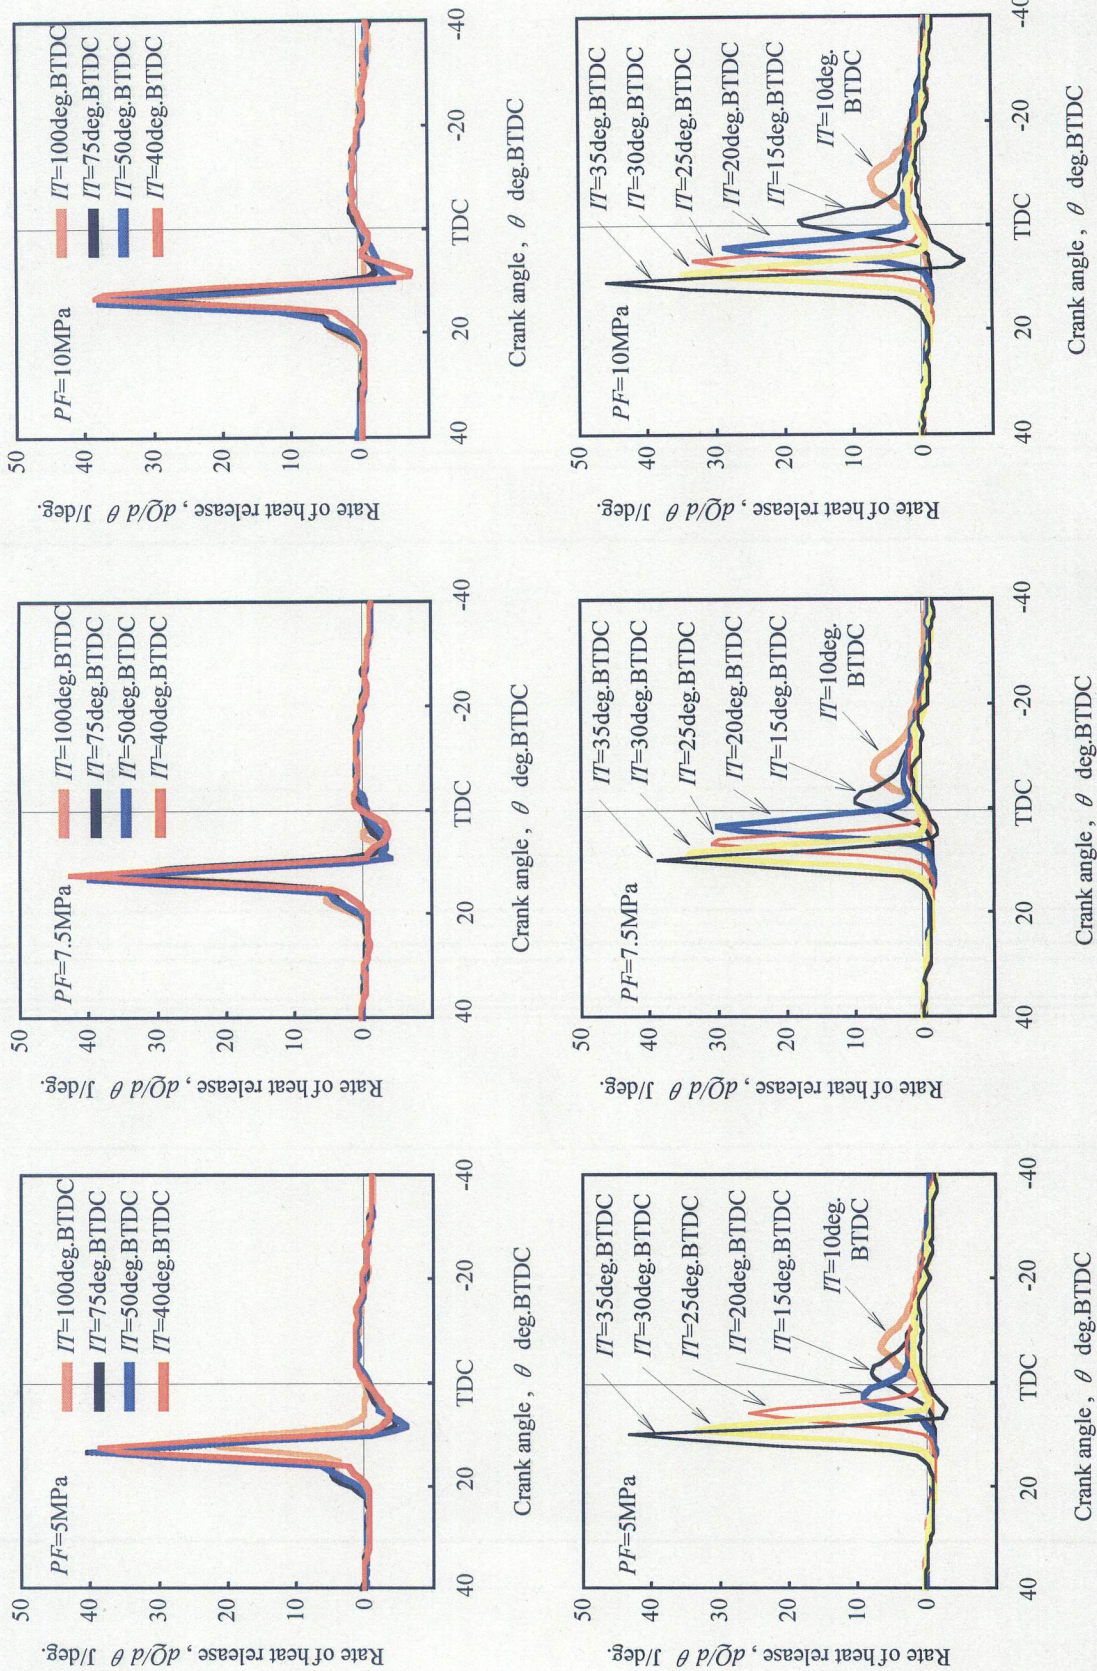 Rate of heat release , dQ/d θ J/deg.
50
40
30
20
10
0
PF=5MPa
IT=100deg.BTDC
IT=75deg.BTDC
IT=50deg.BTDC
IT=40deg.BTDC
40 20 TDC -20 -40
Crank angle , θ deg.BTDC
Rate of heat release , dQ/d θ J/deg.
50
40
30
20
10
0
PF=7.5MPa
IT=100deg.BTDC
IT=75deg.BTDC
IT=50deg.BTDC
IT=40deg.BTDC
40 20 TDC -20 -40
Crank angle , θ deg.BTDC
Rate of heat release , dQ/d θ J/deg.
50
40
30
20
10
0
PF=10MPa
IT=100deg.BTDC
IT=75deg.BTDC
IT=50deg.BTDC
IT=40deg.BTDC
40 20 TDC -20 -40
Crank angle , θ deg.BTDC
Rate of heat release , dQ/d θ J/deg.
50
40
30
20
10
0
PF=5MPa
IT=35deg.BTDC
IT=30deg.BTDC
IT=25deg.BTDC
IT=20deg.BTDC
IT=15deg.BTDC
IT=10deg.
BTDC
40 20 TDC -20 -40
Crank angle , θ deg.BTDC
Rate of heat release , dQ/d θ J/deg.
50
40
30
20
10
0
PF=7.5MPa
IT=35deg.BTDC
IT=30deg.BTDC
IT=25deg.BTDC
IT=20deg.BTDC
IT=15deg.BTDC
IT=10deg.
BTDC
40 20 TDC -20 -40
Crank angle , θ deg.BTDC
Rate of heat release , dQ/d θ J/deg.
50
40
30
20
10
0
PF=10MPa
IT=35deg.BTDC
IT=30deg.BTDC
IT=25deg.BTDC
IT=20deg.BTDC
IT=15deg.BTDC
IT=10deg.
BTDC
40 20 TDC -20 -40
Crank angle , θ deg.BTDC